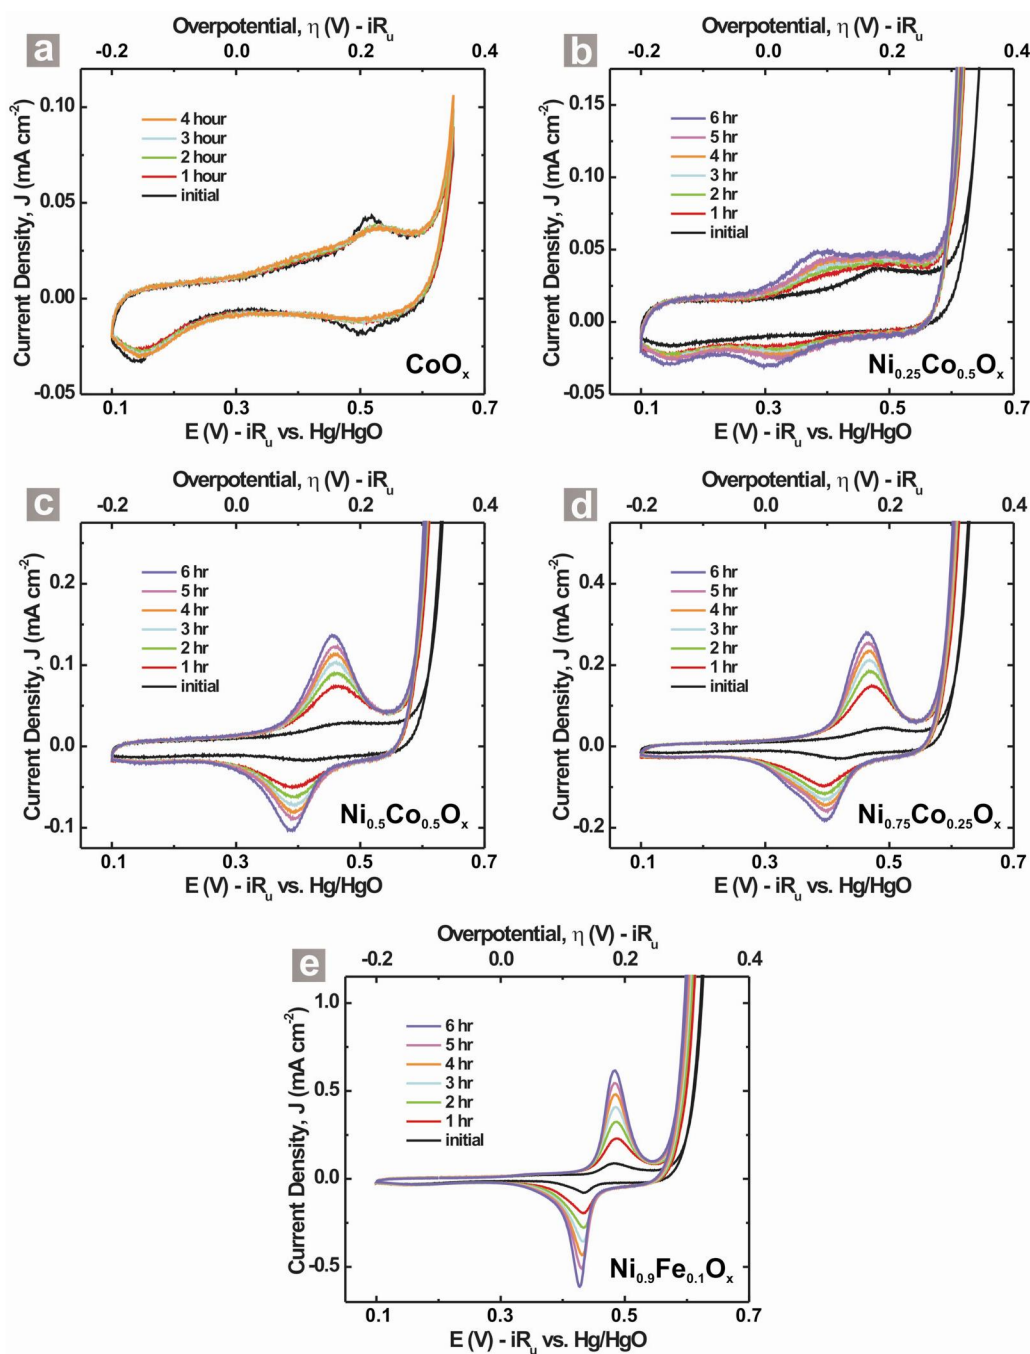 a
Overpotential, η (V) - iRᵤ
-0.2 0.0 0.2 0.4
Current Density, J (mA cm⁻²)
0.10
0.05
0.00
-0.05
4 hour
3 hour
2 hour
1 hour
initial
CoOₓ
0.1 0.3 0.5 0.7
E (V) - iRᵤ vs. Hg/HgO
b
Overpotential, η (V) - iRᵤ
-0.2 0.0 0.2 0.4
Current Density, J (mA cm⁻²)
0.15
0.10
0.05
0.00
-0.05
6 hr
5 hr
4 hr
3 hr
2 hr
1 hr
initial
Ni₀.₂₅Co₀.₅Oₓ
0.1 0.3 0.5 0.7
E (V) - iRᵤ vs. Hg/HgO
c
Overpotential, η (V) - iRᵤ
-0.2 0.0 0.2 0.4
Current Density, J (mA cm⁻²)
0.2
0.1
0.0
-0.1
6 hr
5 hr
4 hr
3 hr
2 hr
1 hr
initial
Ni₀.₅Co₀.₅Oₓ
0.1 0.3 0.5 0.7
E (V) - iRᵤ vs. Hg/HgO
d
Overpotential, η (V) - iRᵤ
-0.2 0.0 0.2 0.4
Current Density, J (mA cm⁻²)
0.4
0.2
0.0
-0.2
6 hr
5 hr
4 hr
3 hr
2 hr
1 hr
initial
Ni₀.₇₅Co₀.₂₅Oₓ
0.1 0.3 0.5 0.7
E (V) - iRᵤ vs. Hg/HgO
e
Overpotential, η (V) - iRᵤ
-0.2 0.0 0.2 0.4
Current Density, J (mA cm⁻²)
1.0
0.5
0.0
-0.5
6 hr
5 hr
4 hr
3 hr
2 hr
1 hr
initial
Ni₀.₉Fe₀.₁Oₓ
0.1 0.3 0.5 0.7
E (V) - iRᵤ vs. Hg/HgO